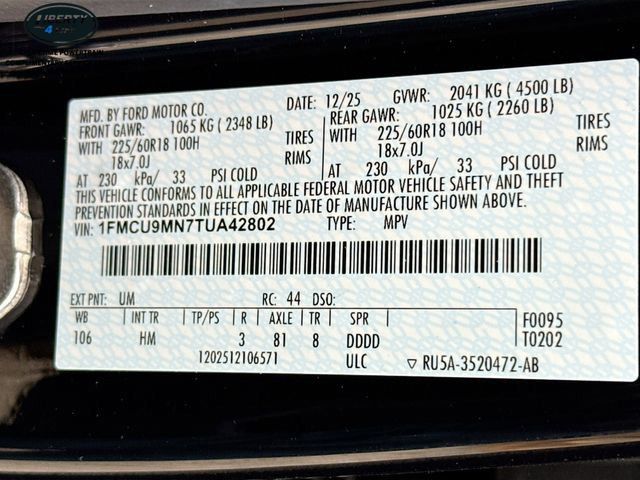 LIBERTY
4
MFD. BY FORD MOTOR CO.
DATE: 12/25 GVWR: 2041 KG ( 4500 LB)
FRONT GAWR: 1065 KG ( 2348 LB)
REAR GAWR: 1025 KG ( 2260 LB)
WITH 225/60R18 100H TIRES
WITH 225/60R18 100H TIRES
18x7.0J RIMS
18x7.0J RIMS
AT 230 kPa/ 33 PSI COLD
AT 230 kPa/ 33 PSI COLD
THIS VEHICLE CONFORMS TO ALL APPLICABLE FEDERAL MOTOR VEHICLE SAFETY AND THEFT
PREVENTION STANDARDS IN EFFECT ON THE DATE OF MANUFACTURE SHOWN ABOVE.
VIN: 1FMCU9MN7TUA42802 TYPE: MPV
EXT PNT: UM RC: 44 DSO:
WB INT TR TP/PS R AXLE TR SPR F0095
106 HM 3 81 8 DDDD T0202
1202512106571 ULC ▽ RU5A-3520472-AB